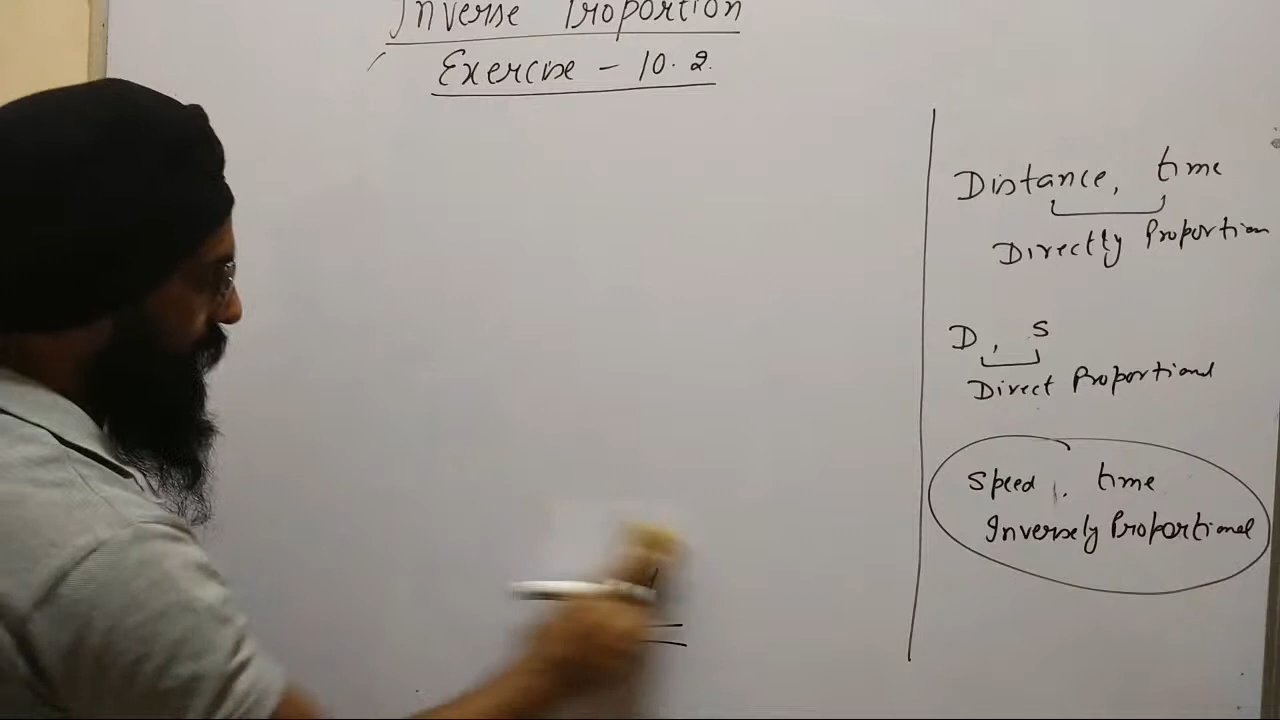 Inverse Proportion
Exercise - 10.2.
Distance, time
Directly Proportion
D, S
Direct Proportional
Speed, time
Inversely Proportional